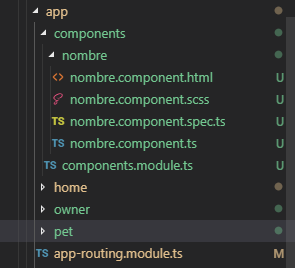 app
components
nombre
<> nombre.component.html U
nombre.component.scss U
TS nombre.component.spec.ts U
TS nombre.component.ts U
TS components.module.ts U
home
owner
pet
TS app-routing.module.ts M